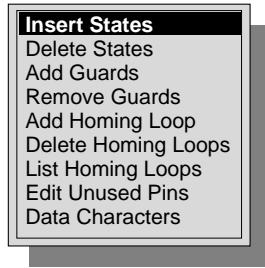 Insert States
Delete States
Add Guards
Remove Guards
Add Homing Loop
Delete Homing Loops
List Homing Loops
Edit Unused Pins
Data Characters